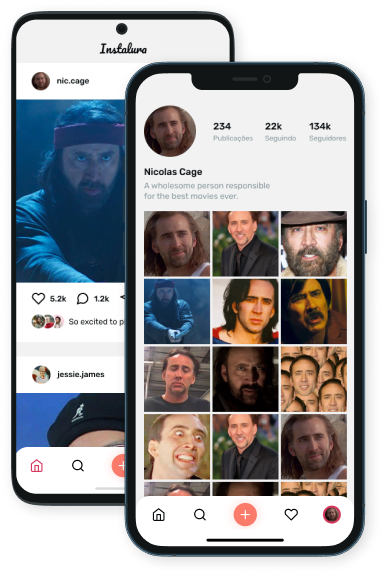 Instalura
nic.cage
5.2k
1.2k
So excited to p
jessie.james
234
22k
134k
Publicações
Seguindo
Seguidores
Nicolas Cage
A wholesome person responsible
for the best movies ever.